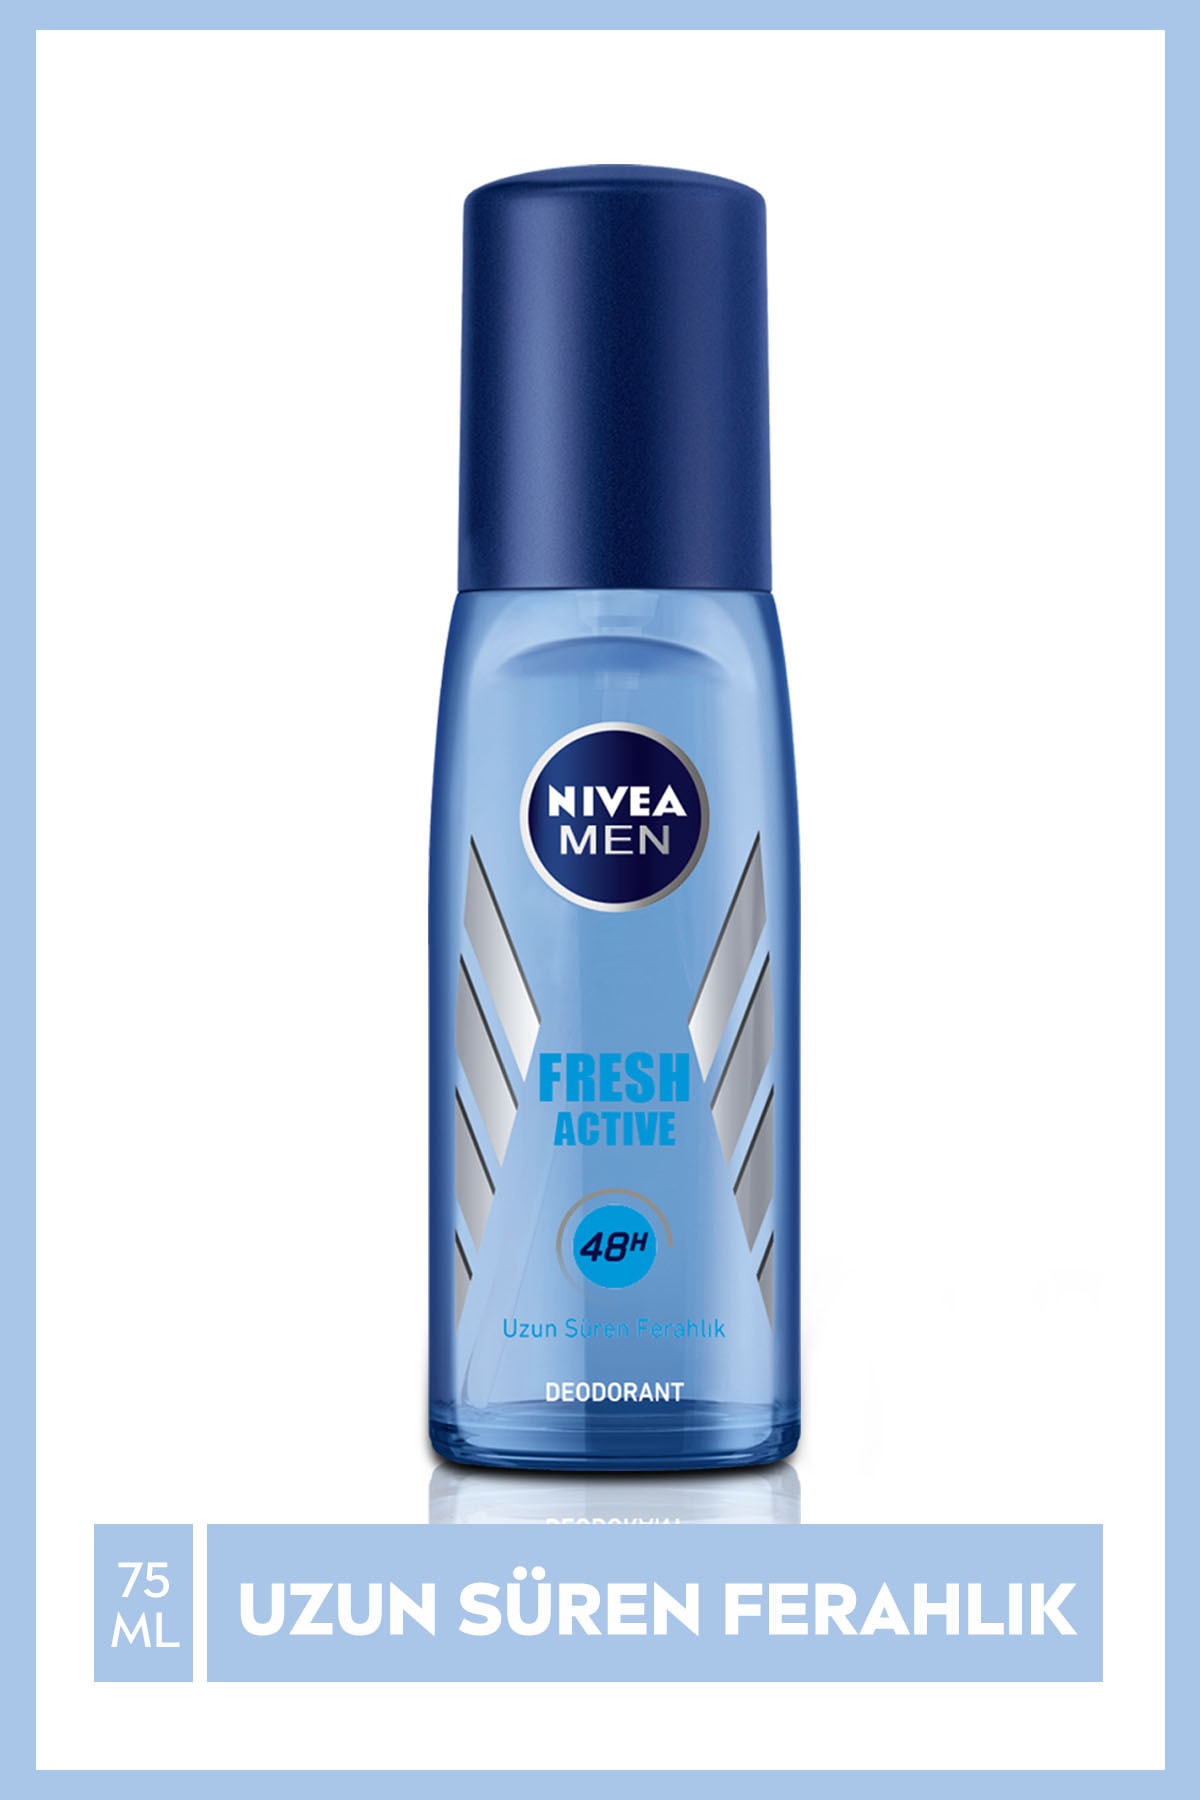 NIVEA
MEN
FRESH
ACTIVE
48H
Uzun Süren Ferahlık
DEODORANT
75
ML
UZUN SÜREN FERAHLIK